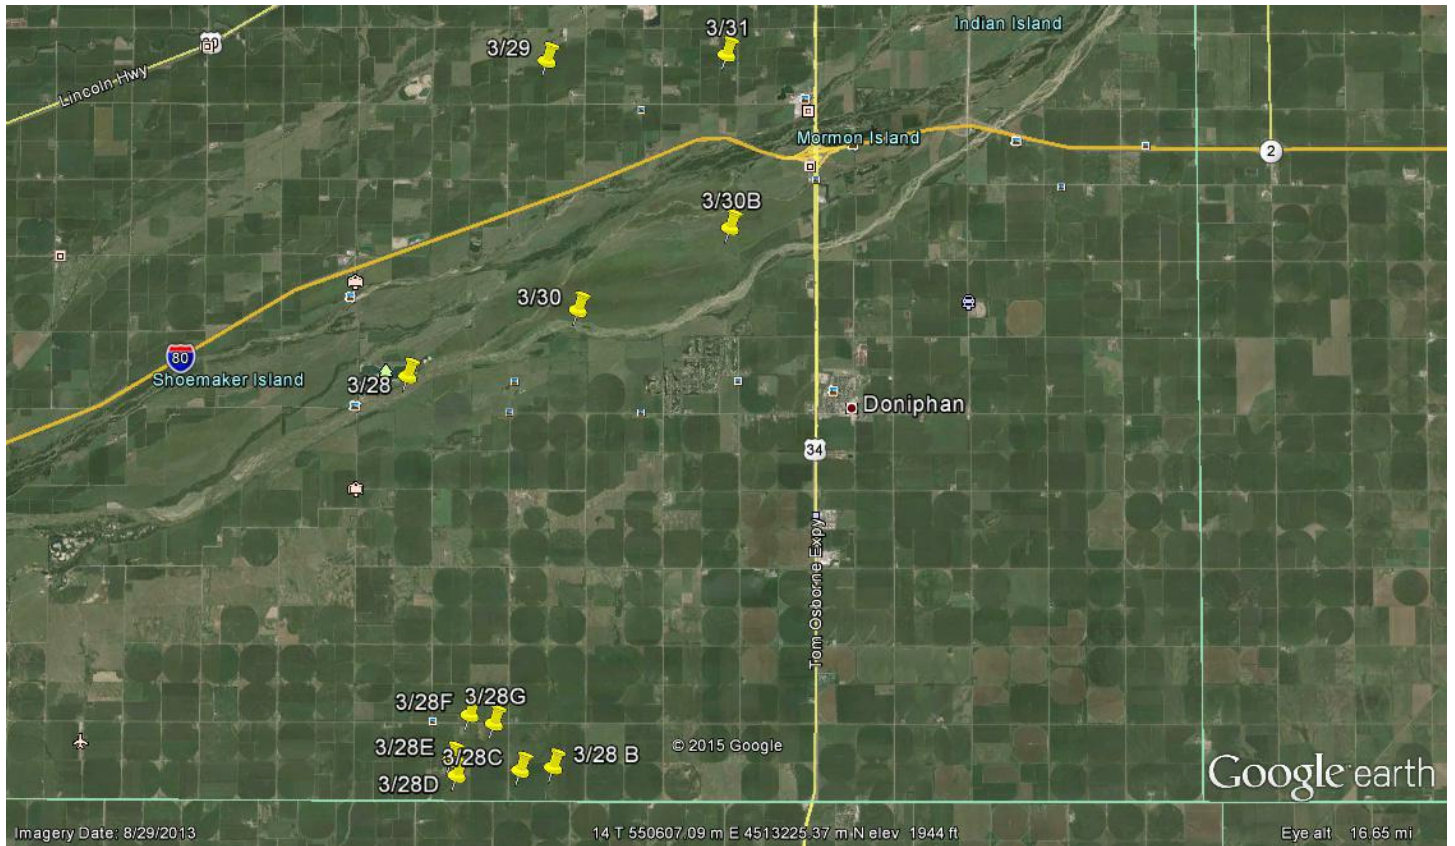 Indian Island
3/31
3/29
Lincoln Hwy
Mormon Island
2
3/30B
3/30
80
Shoemaker Island
3/28
Doniphan
34
Tom Osborne Expy
3/28F
3/28G
3/28E
3/28C
3/28 B
3/28D
© 2015 Google
Google earth
Imagery Date: 8/29/2013
14 T 550607.09 m E 4513225.37 m N elev 1944 ft
Eye alt 16.65 mi